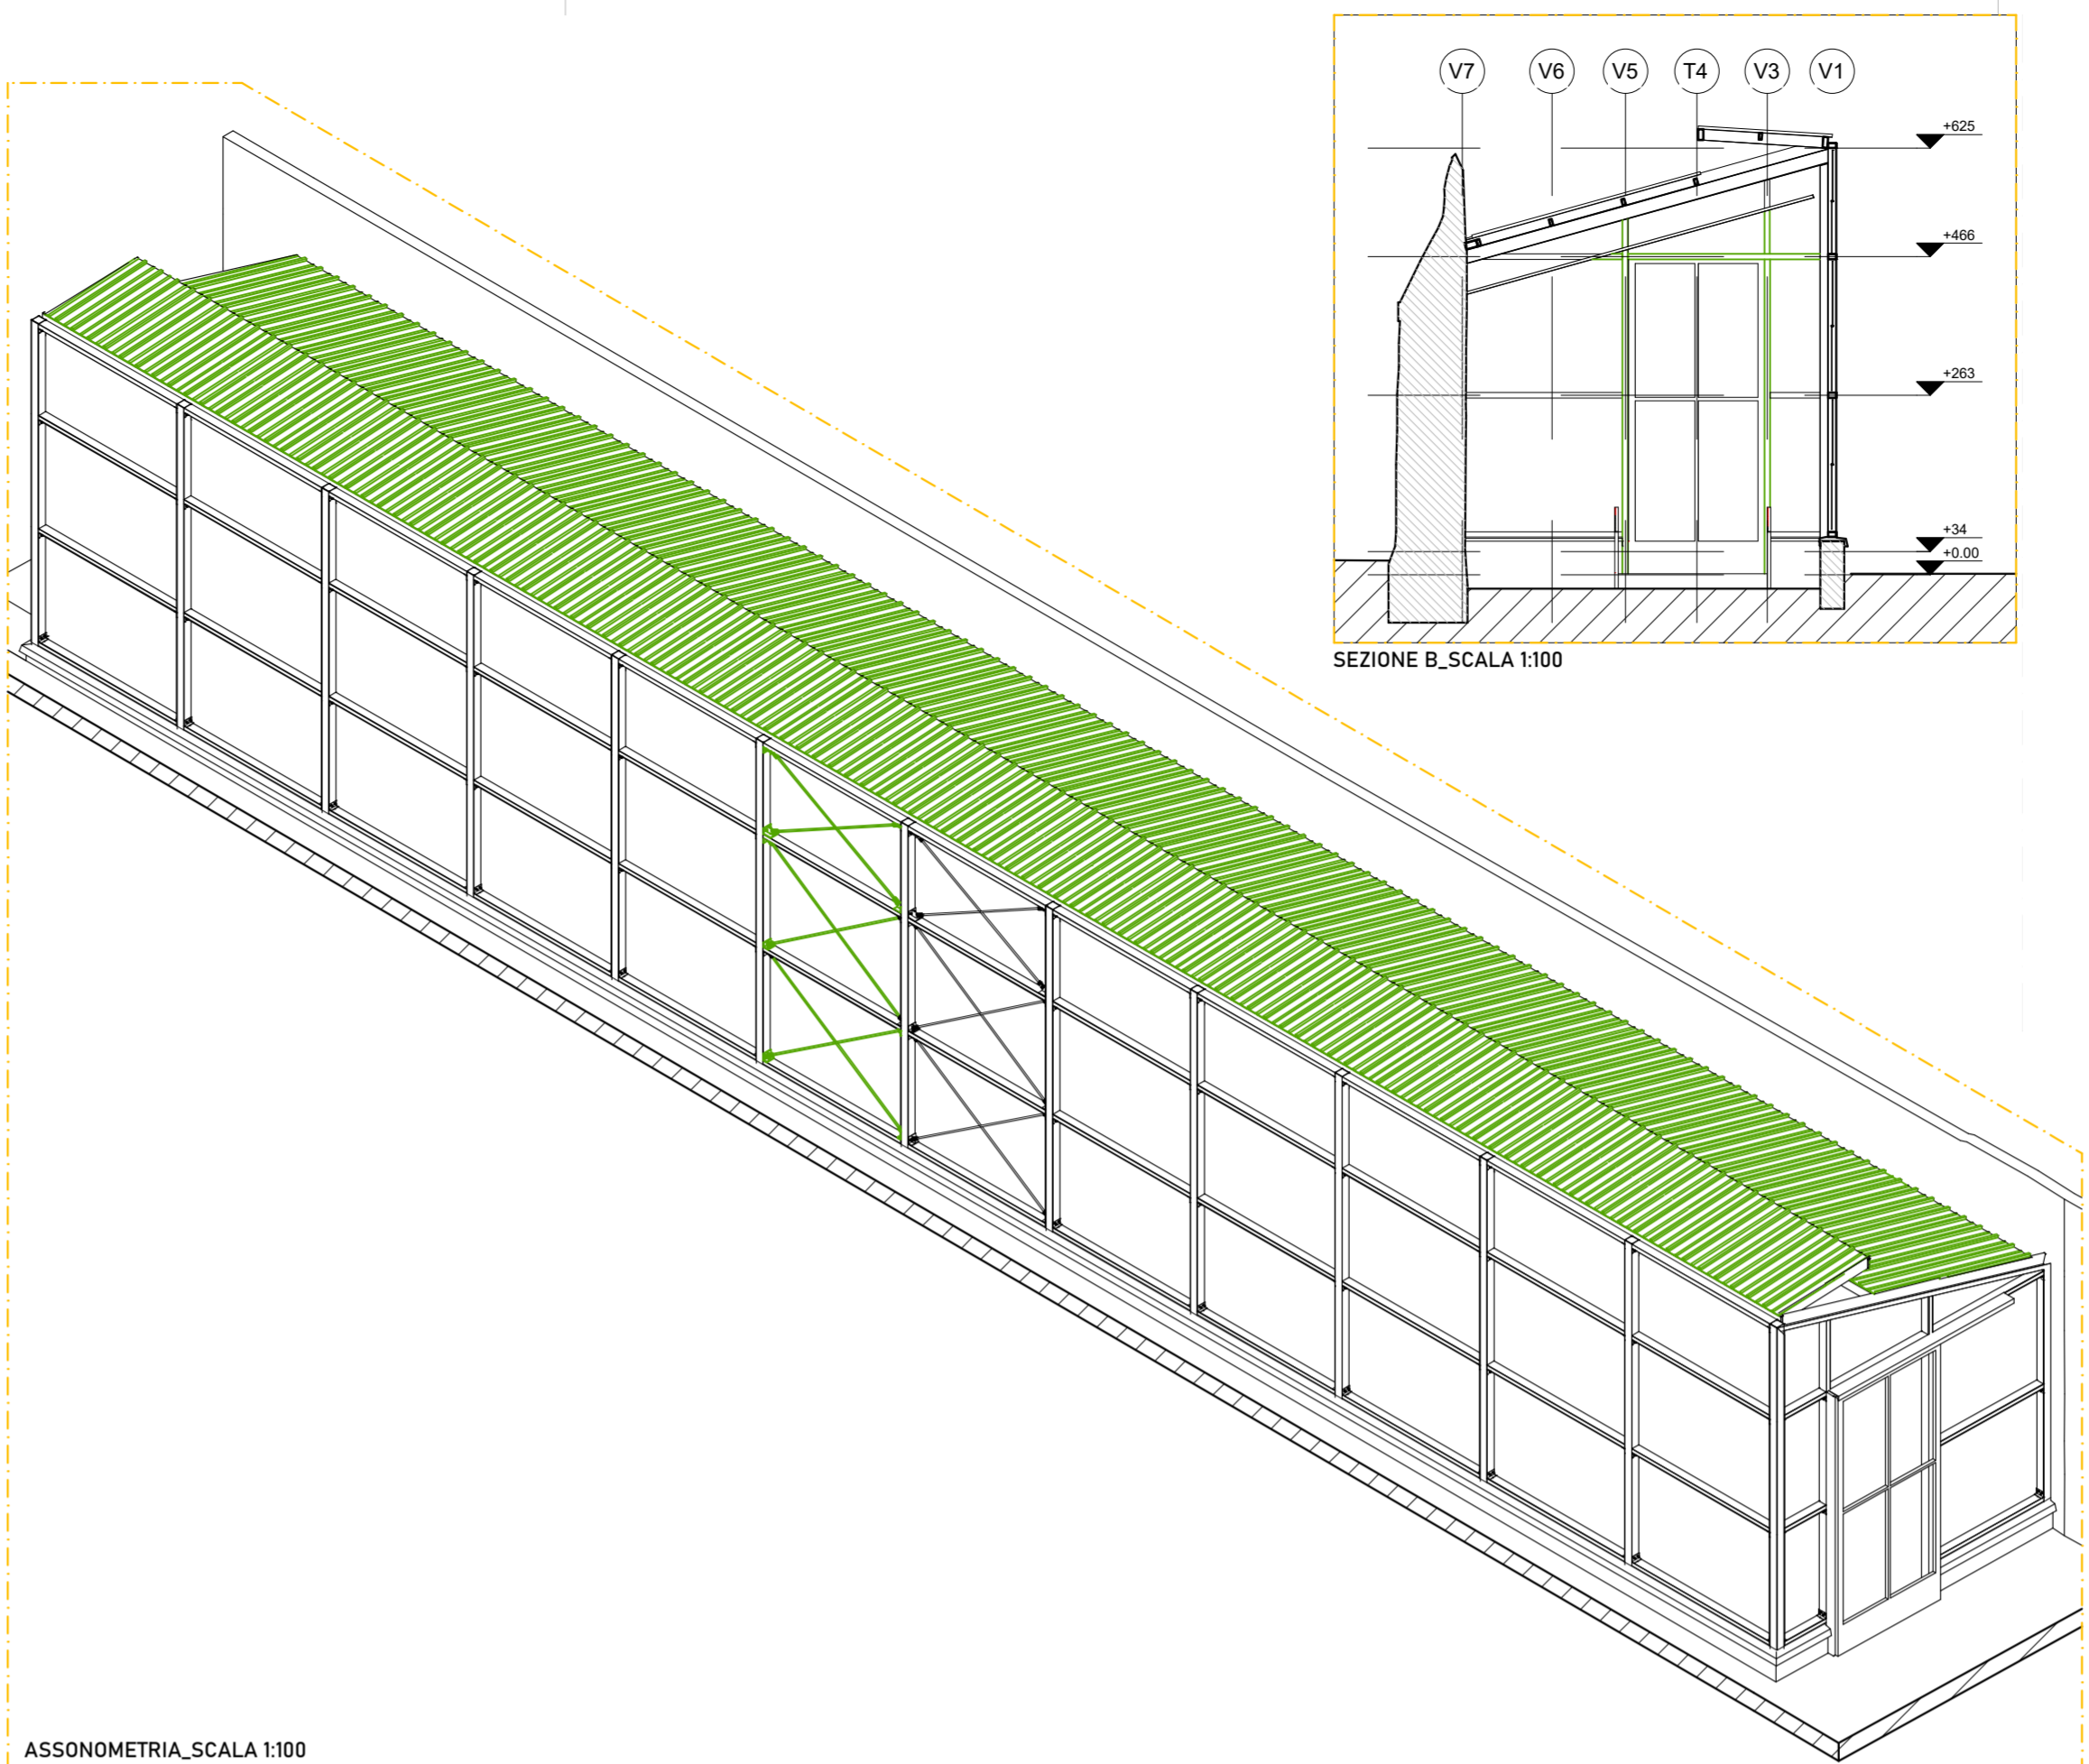 V7 V6 V5 T4 V3 V1
+625
+466
+263
+34
+0.00
SEZIONE B_SCALA 1:100
ASSONOMETRIA_SCALA 1:100